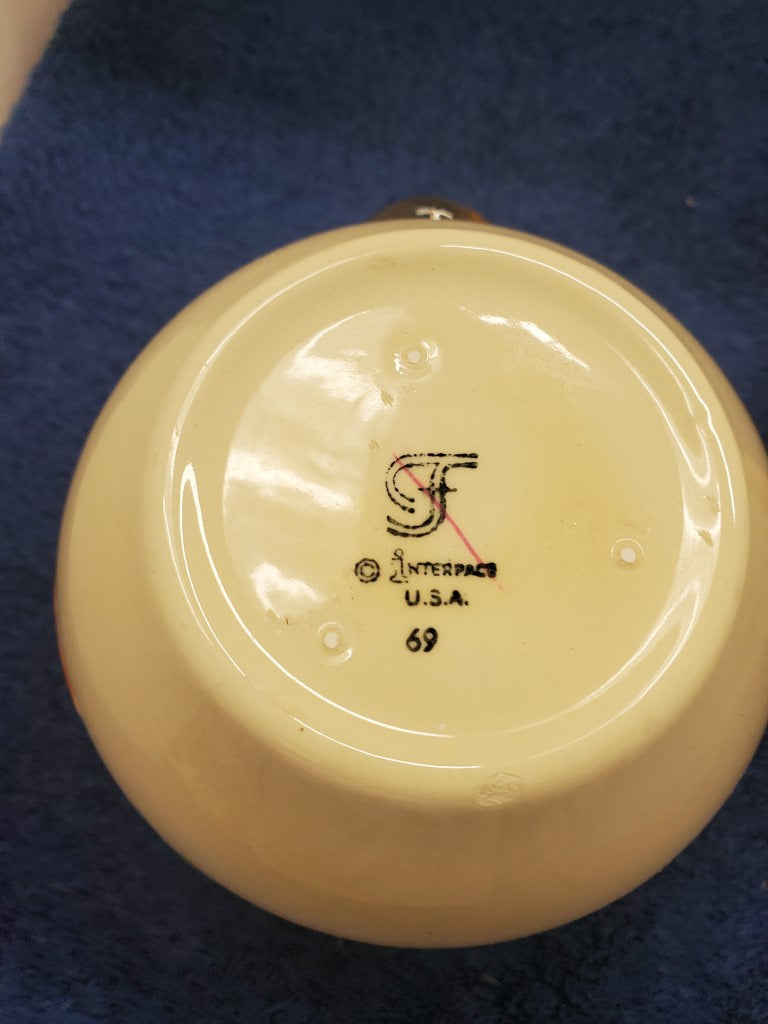 F
© INTERPACE
U.S.A.
69